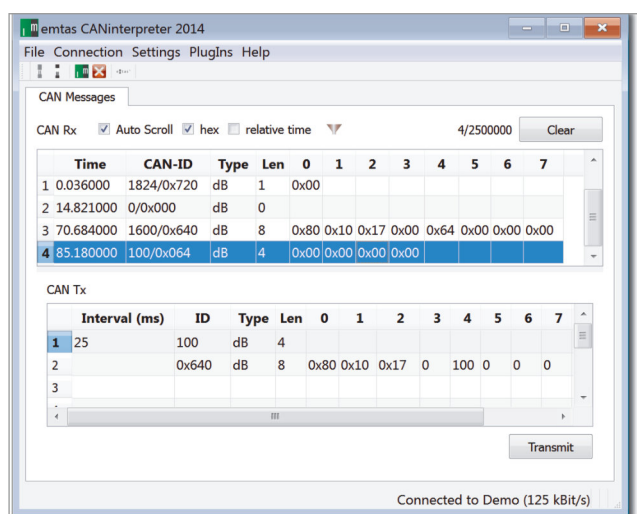 emtas CANinterpreter 2014
File Connection Settings PlugIns Help
CAN Messages
CAN Rx Auto Scroll hex relative time 4/2500000 Clear
Time CAN-ID Type Len 0 1 2 3 4 5 6 7
1 0.036000 1824/0x720 dB 1 0x00
2 14.821000 0/0x000 dB 0
3 70.684000 1600/0x640 dB 8 0x80 0x10 0x17 0x00 0x64 0x00 0x00 0x00
4 85.180000 100/0x064 dB 4 0x00 0x00 0x00 0x00
CAN Tx
Interval (ms) ID Type Len 0 1 2 3 4 5 6 7
1 25 100 dB 4
2 0x640 dB 8 0x80 0x10 0x17 0 100 0 0 0
3
Transmit
Connected to Demo (125 kBit/s)